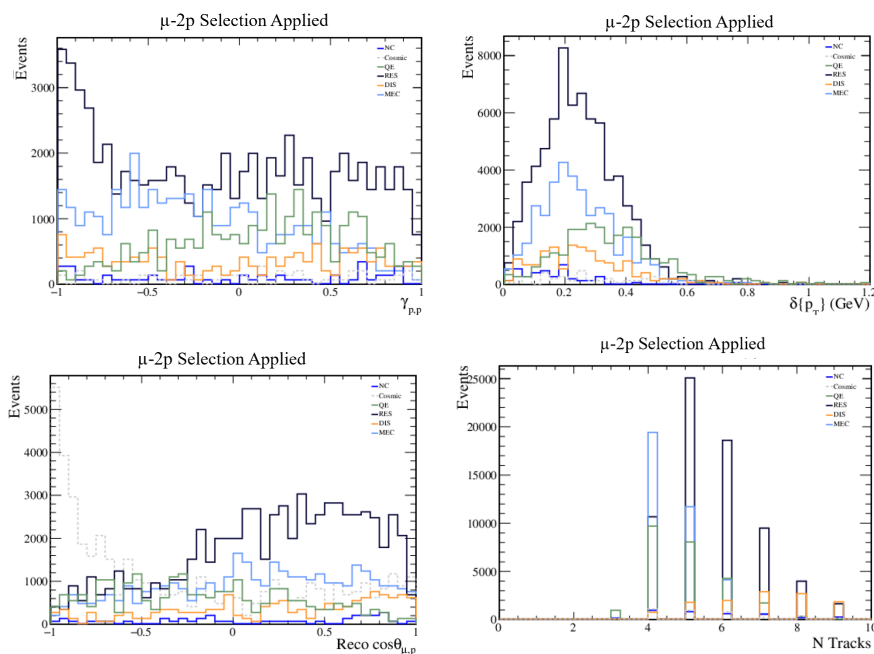 μ-2p Selection Applied
Events
NC
Cosmic
QE
RES
DIS
MEC
3000
2000
1000
0
−1 −0.5 0 0.5 1
γp,p
μ-2p Selection Applied
Events
NC
Cosmic
QE
RES
DIS
MEC
8000
6000
4000
2000
0
0 0.2 0.4 0.6 0.8 1 1.2
δ{pT} (GeV)
μ-2p Selection Applied
Events
NC
Cosmic
QE
RES
DIS
MEC
5000
4000
3000
2000
1000
0
−1 −0.5 0 0.5 1
Reco cosθμ,p
μ-2p Selection Applied
Events
NC
Cosmic
QE
RES
DIS
MEC
25000
20000
15000
10000
5000
0
0 2 4 6 8 10
N Tracks